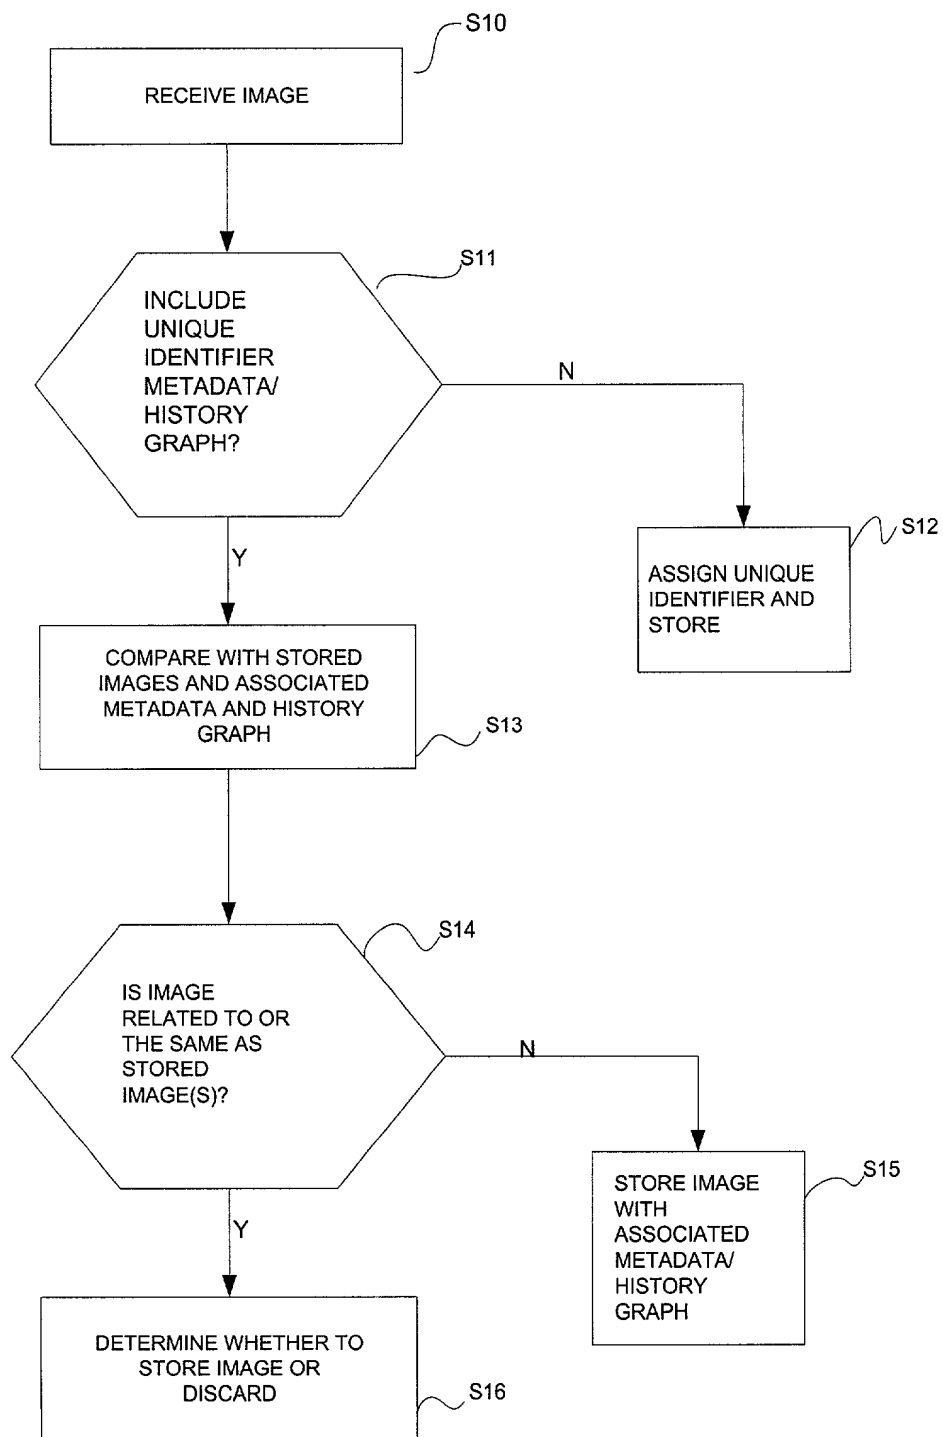 S10
RECEIVE IMAGE
S11
INCLUDE
UNIQUE
IDENTIFIER
METADATA/
HISTORY
GRAPH?
N
Y
S12
ASSIGN UNIQUE
IDENTIFIER AND
STORE
COMPARE WITH STORED
IMAGES AND ASSOCIATED
METADATA AND HISTORY
GRAPH
S13
S14
IS IMAGE
RELATED TO OR
THE SAME AS
STORED
IMAGE(S)?
N
Y
S15
STORE IMAGE
WITH
ASSOCIATED
METADATA/
HISTORY
GRAPH
DETERMINE WHETHER TO
STORE IMAGE OR
DISCARD
S16